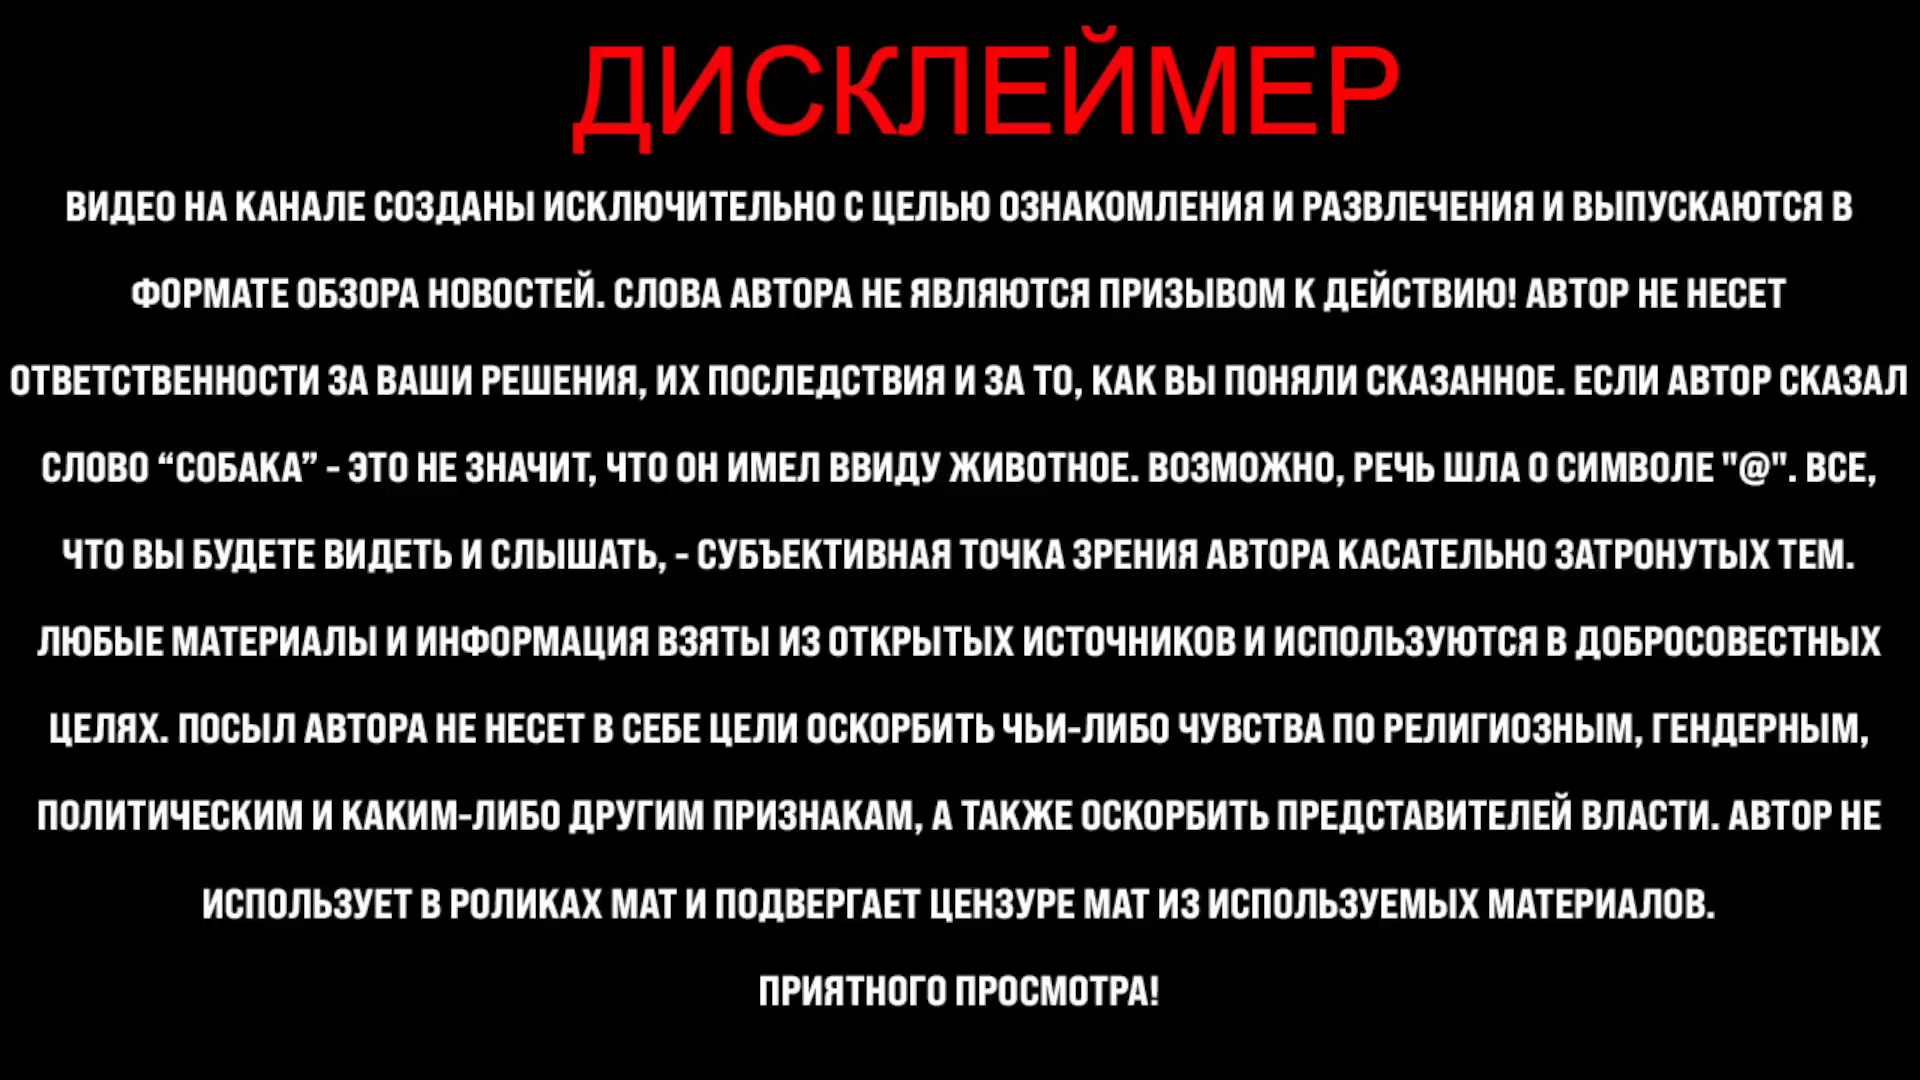 ДИСКЛЕЙМЕР
ВИДЕО НА КАНАЛЕ СОЗДАНЫ ИСКЛЮЧИТЕЛЬНО С ЦЕЛЬЮ ОЗНАКОМЛЕНИЯ И РАЗВЛЕЧЕНИЯ И ВЫПУСКАЮТСЯ В
ФОРМАТЕ ОБЗОРА НОВОСТЕЙ. СЛОВА АВТОРА НЕ ЯВЛЯЮТСЯ ПРИЗЫВОМ К ДЕЙСТВИЮ! АВТОР НЕ НЕСЕТ
ОТВЕТСТВЕННОСТИ ЗА ВАШИ РЕШЕНИЯ, ИХ ПОСЛЕДСТВИЯ И ЗА ТО, КАК ВЫ ПОНЯЛИ СКАЗАННОЕ. ЕСЛИ АВТОР СКАЗАЛ
СЛОВО “СОБАКА” - ЭТО НЕ ЗНАЧИТ, ЧТО ОН ИМЕЛ ВВИДУ ЖИВОТНОЕ. ВОЗМОЖНО, РЕЧЬ ШЛА О СИМВОЛЕ "@". ВСЕ,
ЧТО ВЫ БУДЕТЕ ВИДЕТЬ И СЛЫШАТЬ, - СУБЪЕКТИВНАЯ ТОЧКА ЗРЕНИЯ АВТОРА КАСАТЕЛЬНО ЗАТРОНУТЫХ ТЕМ.
ЛЮБЫЕ МАТЕРИАЛЫ И ИНФОРМАЦИЯ ВЗЯТЫ ИЗ ОТКРЫТЫХ ИСТОЧНИКОВ И ИСПОЛЬЗУЮТСЯ В ДОБРОСОВЕСТНЫХ
ЦЕЛЯХ. ПОСЫЛ АВТОРА НЕ НЕСЕТ В СЕБЕ ЦЕЛИ ОСКОРБИТЬ ЧЬИ-ЛИБО ЧУВСТВА ПО РЕЛИГИОЗНЫМ, ГЕНДЕРНЫМ,
ПОЛИТИЧЕСКИМ И КАКИМ-ЛИБО ДРУГИМ ПРИЗНАКАМ, А ТАКЖЕ ОСКОРБИТЬ ПРЕДСТАВИТЕЛЕЙ ВЛАСТИ. АВТОР НЕ
ИСПОЛЬЗУЕТ В РОЛИКАХ МАТ И ПОДВЕРГАЕТ ЦЕНЗУРЕ МАТ ИЗ ИСПОЛЬЗУЕМЫХ МАТЕРИАЛОВ.
ПРИЯТНОГО ПРОСМОТРА!